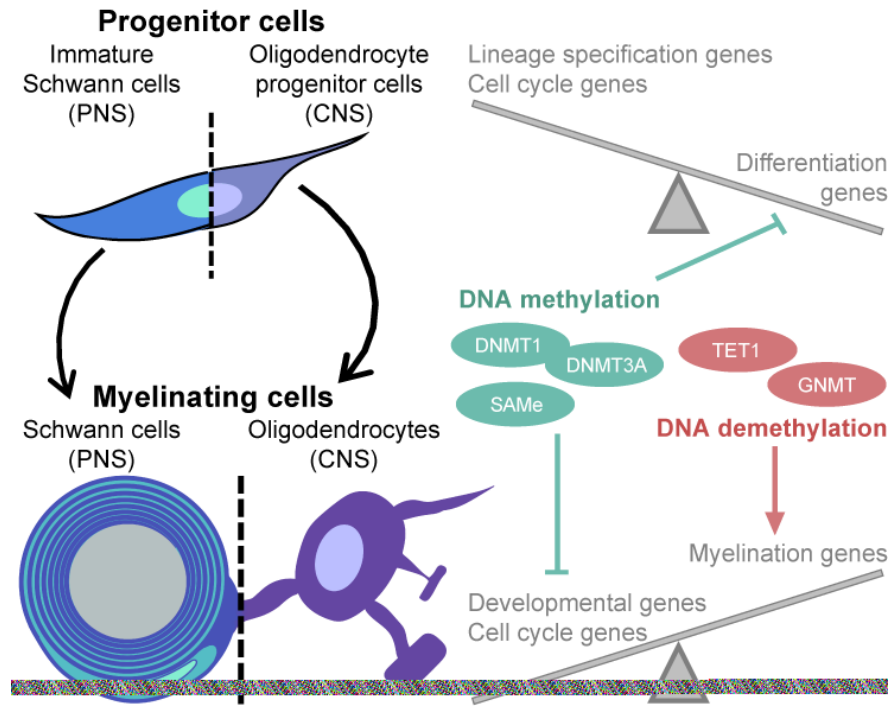 Progenitor cells
Immature
Schwann cells
(PNS)
Oligodendrocyte
progenitor cells
(CNS)
Lineage specification genes
Cell cycle genes
Differentiation
genes
DNA methylation
DNMT1
DNMT3A
SAMe
TET1
GNMT
DNA demethylation
Myelinating cells
Schwann cells
(PNS)
Oligodendrocytes
(CNS)
Myelination genes
Developmental genes
Cell cycle genes